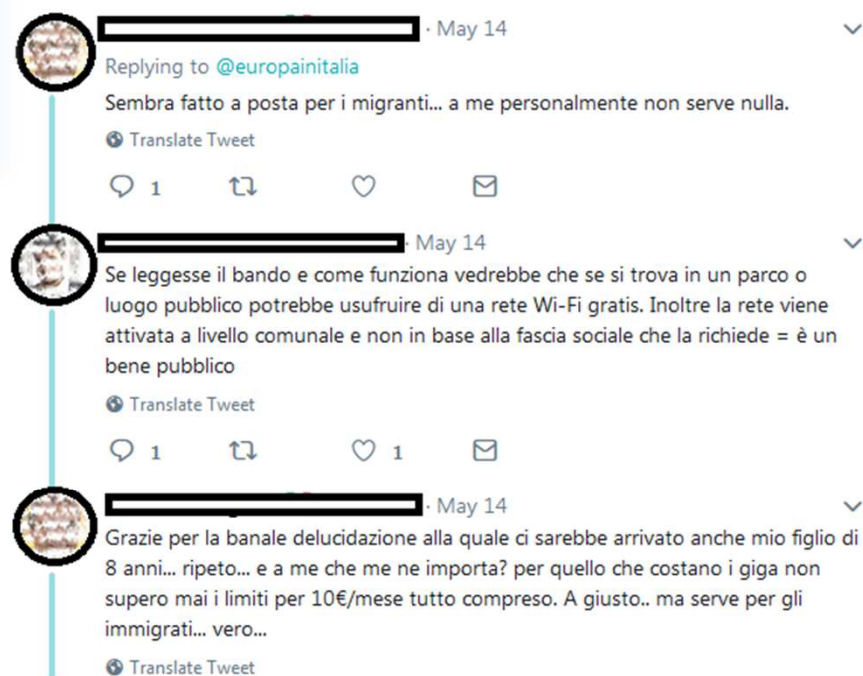 · May 14
Replying to @europainitalia
Sembra fatto a posta per i migranti... a me personalmente non serve nulla.
Translate Tweet
1
· May 14
Se leggesse il bando e come funziona vedrebbe che se si trova in un parco o
luogo pubblico potrebbe usufruire di una rete Wi-Fi gratis. Inoltre la rete viene
attivata a livello comunale e non in base alla fascia sociale che la richiede = è un
bene pubblico
Translate Tweet
1 1
· May 14
Grazie per la banale delucidazione alla quale ci sarebbe arrivato anche mio figlio di
8 anni... ripeto... e a me che me ne importa? per quello che costano i giga non
supero mai i limiti per 10€/mese tutto compreso. A giusto.. ma serve per gli
immigrati... vero...
Translate Tweet